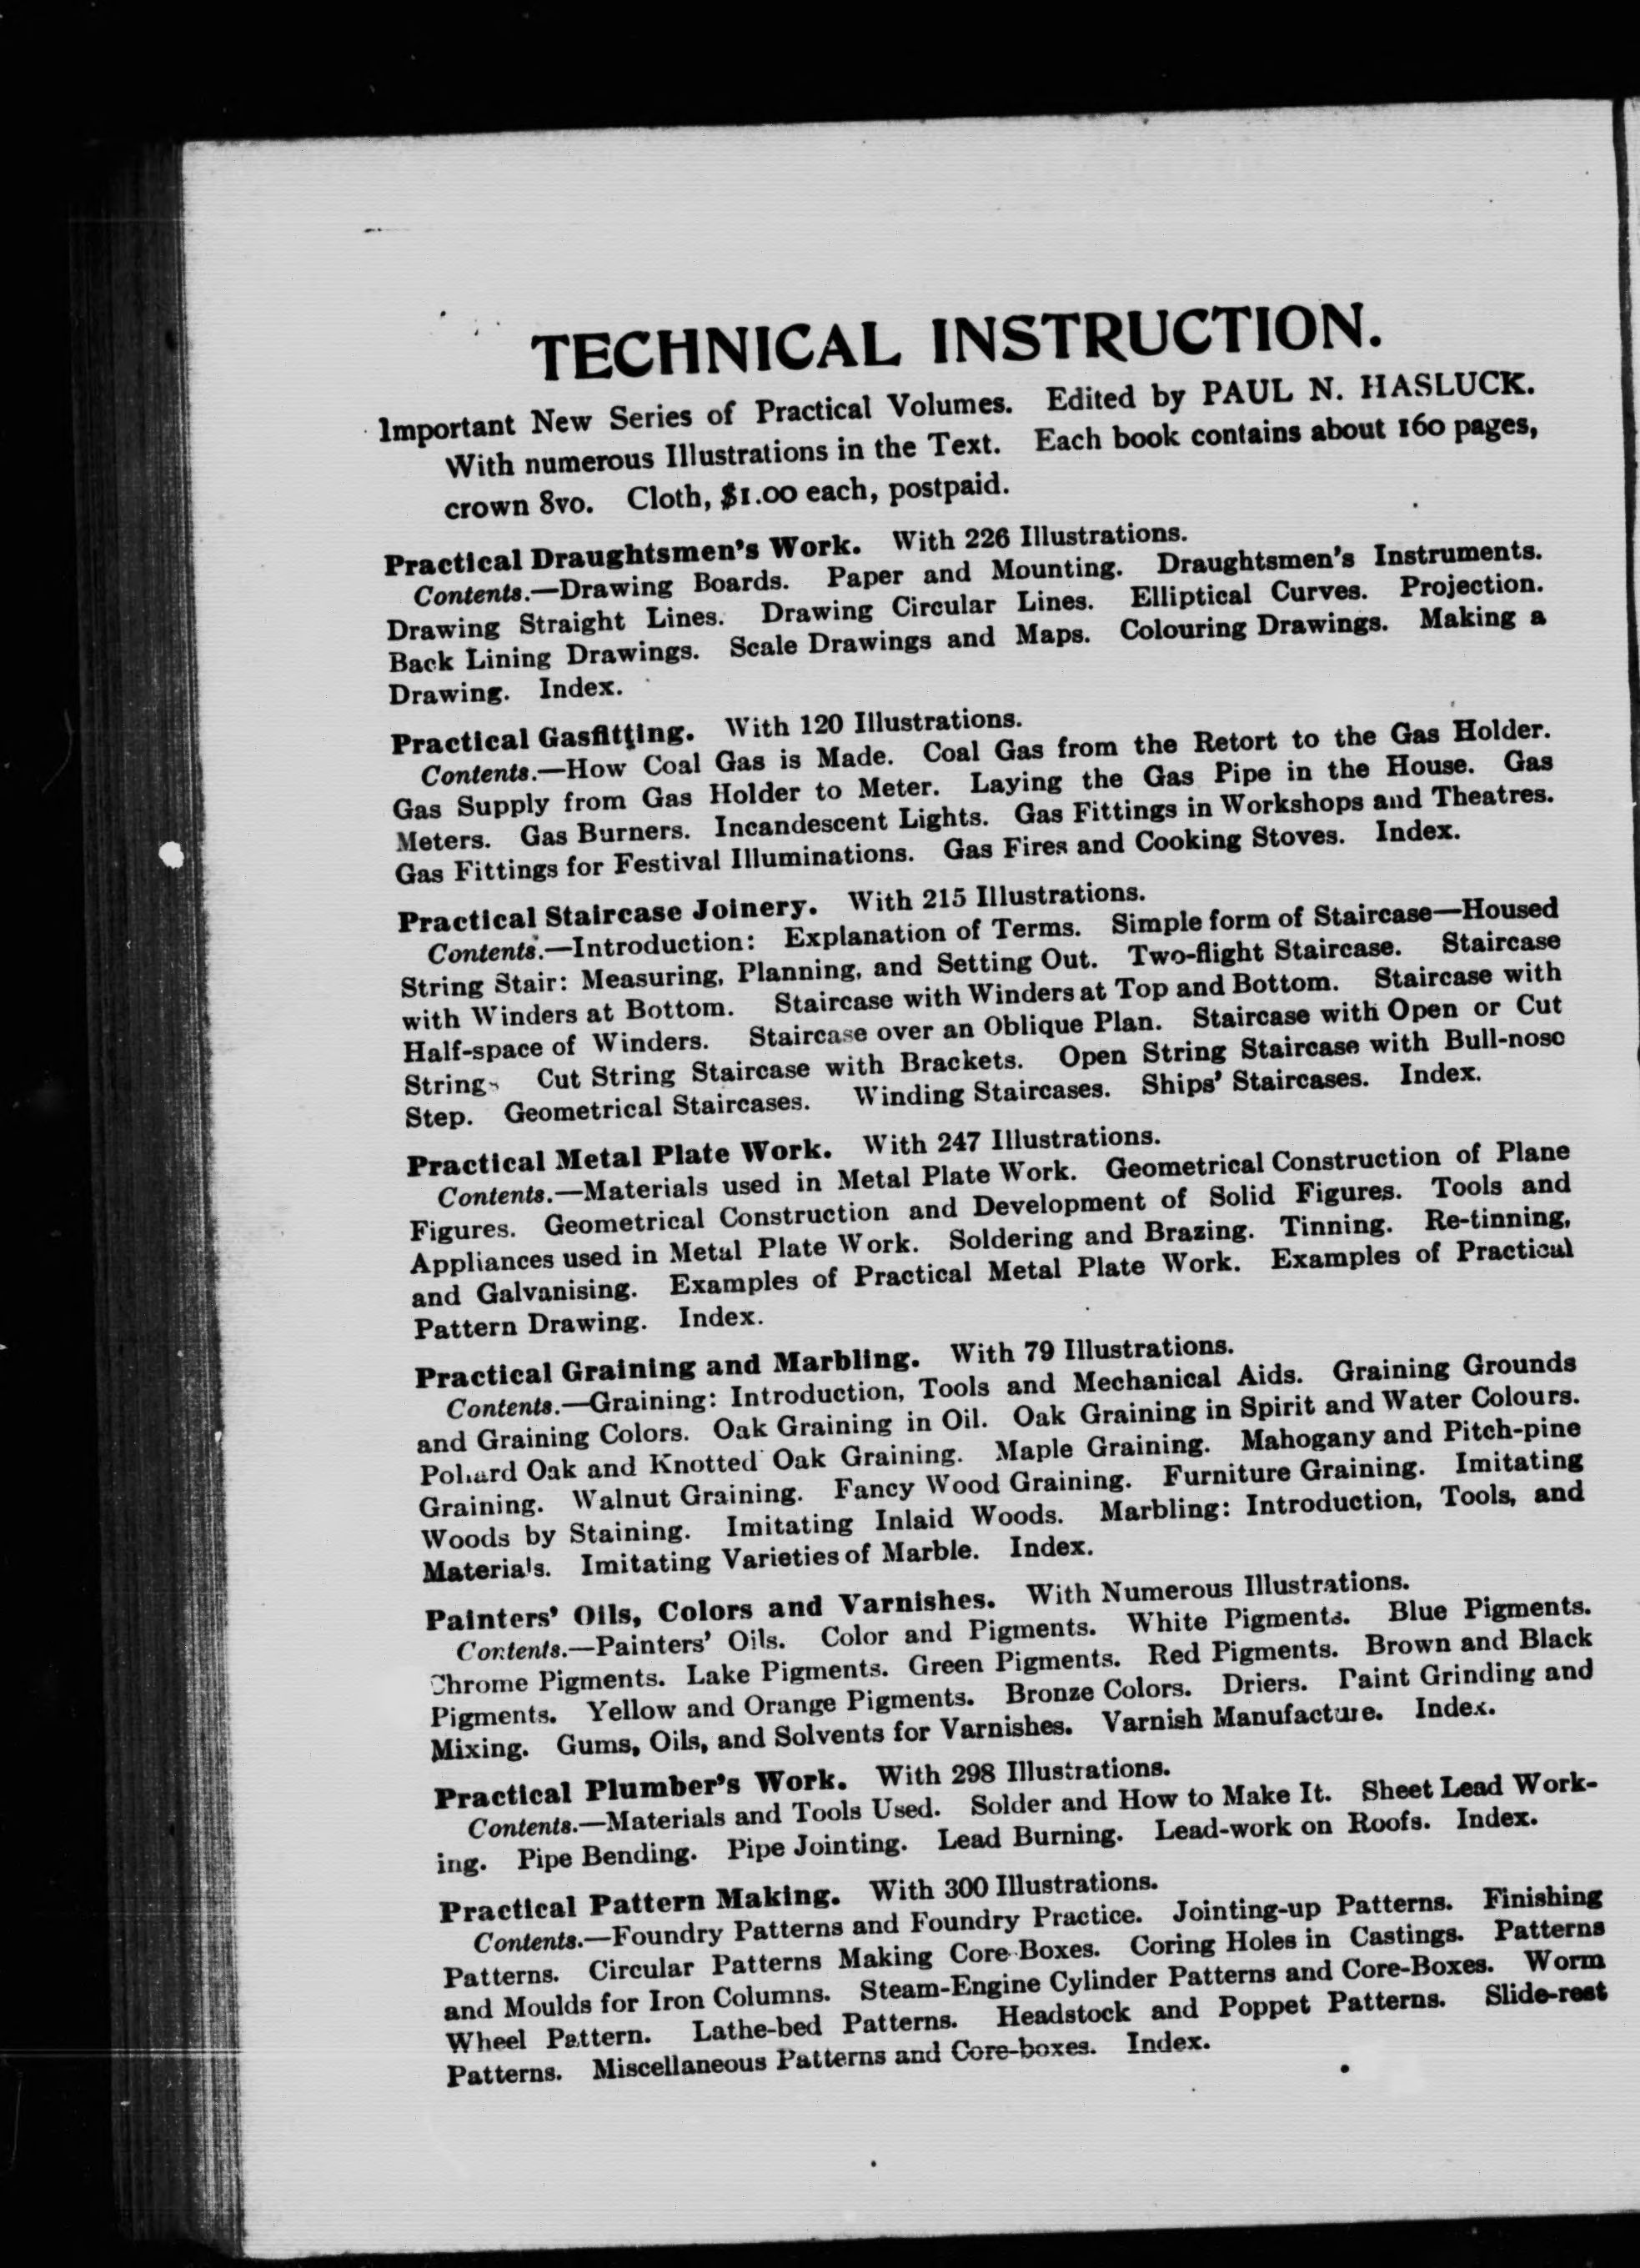 TECHNICAL INSTRUCTION.
Important New Series of Practical Volumes. Edited by PAUL N. HASLUCK.
With numerous Illustrations in the Text. Each book contains about 160 pages,
crown 8vo. Cloth, $1.00 each, postpaid.
Practical Draughtsmen's Work. With 226 Illustrations.
Contents.—Drawing Boards. Paper and Mounting. Draughtsmen's Instruments.
Drawing Straight Lines. Drawing Circular Lines. Elliptical Curves. Projection.
Back Lining Drawings. Scale Drawings and Maps. Colouring Drawings. Making a
Drawing. Index.
Practical Gasfitting. With 120 Illustrations.
Contents.—How Coal Gas is Made. Coal Gas from the Retort to the Gas Holder.
Gas Supply from Gas Holder to Meter. Laying the Gas Pipe in the House. Gas
Meters. Gas Burners. Incandescent Lights. Gas Fittings in Workshops and Theatres.
Gas Fittings for Festival Illuminations. Gas Fires and Cooking Stoves. Index.
Practical Staircase Joinery. With 215 Illustrations.
Contents.—Introduction: Explanation of Terms. Simple form of Staircase—Housed
String Stair: Measuring, Planning, and Setting Out. Two-flight Staircase. Staircase
with Winders at Bottom. Staircase with Winders at Top and Bottom. Staircase with
Half-space of Winders. Staircase over an Oblique Plan. Staircase with Open or Cut
Strings Cut String Staircase with Brackets. Open String Staircase with Bull-nose
Step. Geometrical Staircases. Winding Staircases. Ships' Staircases. Index.
Practical Metal Plate Work. With 247 Illustrations.
Contents.—Materials used in Metal Plate Work. Geometrical Construction of Plane
Figures. Geometrical Construction and Development of Solid Figures. Tools and
Appliances used in Metal Plate Work. Soldering and Brazing. Tinning. Re-tinning,
and Galvanising. Examples of Practical Metal Plate Work. Examples of Practical
Pattern Drawing. Index.
Practical Graining and Marbling. With 79 Illustrations.
Contents.—Graining: Introduction, Tools and Mechanical Aids. Graining Grounds
and Graining Colors. Oak Graining in Oil. Oak Graining in Spirit and Water Colours.
Pollard Oak and Knotted Oak Graining. Maple Graining. Mahogany and Pitch-pine
Graining. Walnut Graining. Fancy Wood Graining. Furniture Graining. Imitating
Woods by Staining. Imitating Inlaid Woods. Marbling: Introduction, Tools, and
Materials. Imitating Varieties of Marble. Index.
Painters' Oils, Colors and Varnishes. With Numerous Illustrations.
Contents.—Painters' Oils. Color and Pigments. White Pigments. Blue Pigments.
Chrome Pigments. Lake Pigments. Green Pigments. Red Pigments. Brown and Black
Pigments. Yellow and Orange Pigments. Bronze Colors. Driers. Paint Grinding and
Mixing. Gums, Oils, and Solvents for Varnishes. Varnish Manufacture. Index.
Practical Plumber's Work. With 298 Illustrations.
Contents.—Materials and Tools Used. Solder and How to Make It. Sheet Lead Work-
ing. Pipe Bending. Pipe Jointing. Lead Burning. Lead-work on Roofs. Index.
Practical Pattern Making. With 300 Illustrations.
Contents.—Foundry Patterns and Foundry Practice. Jointing-up Patterns. Finishing
Patterns. Circular Patterns Making Core-Boxes. Coring Holes in Castings. Patterns
and Moulds for Iron Columns. Steam-Engine Cylinder Patterns and Core-Boxes. Worm
Wheel Pattern. Lathe-bed Patterns. Headstock and Poppet Patterns. Slide-rest
Patterns. Miscellaneous Patterns and Core-boxes. Index.